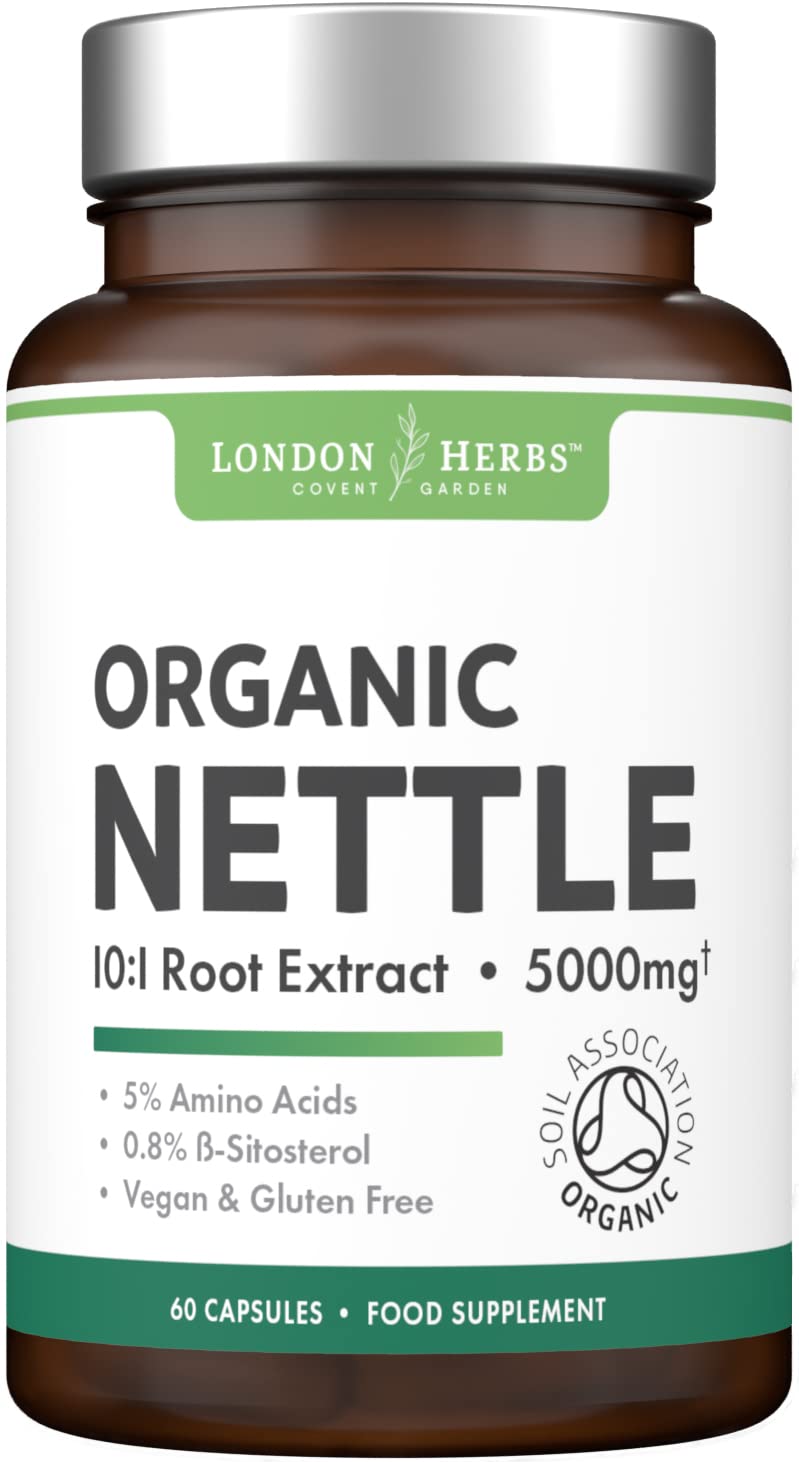 LONDON HERBS™
COVENT GARDEN
ORGANIC
NETTLE
10:1 Root Extract • 5000mg†
• 5% Amino Acids
• 0.8% ß-Sitosterol
• Vegan & Gluten Free
SOIL ASSOCIATION
ORGANIC
60 CAPSULES • FOOD SUPPLEMENT